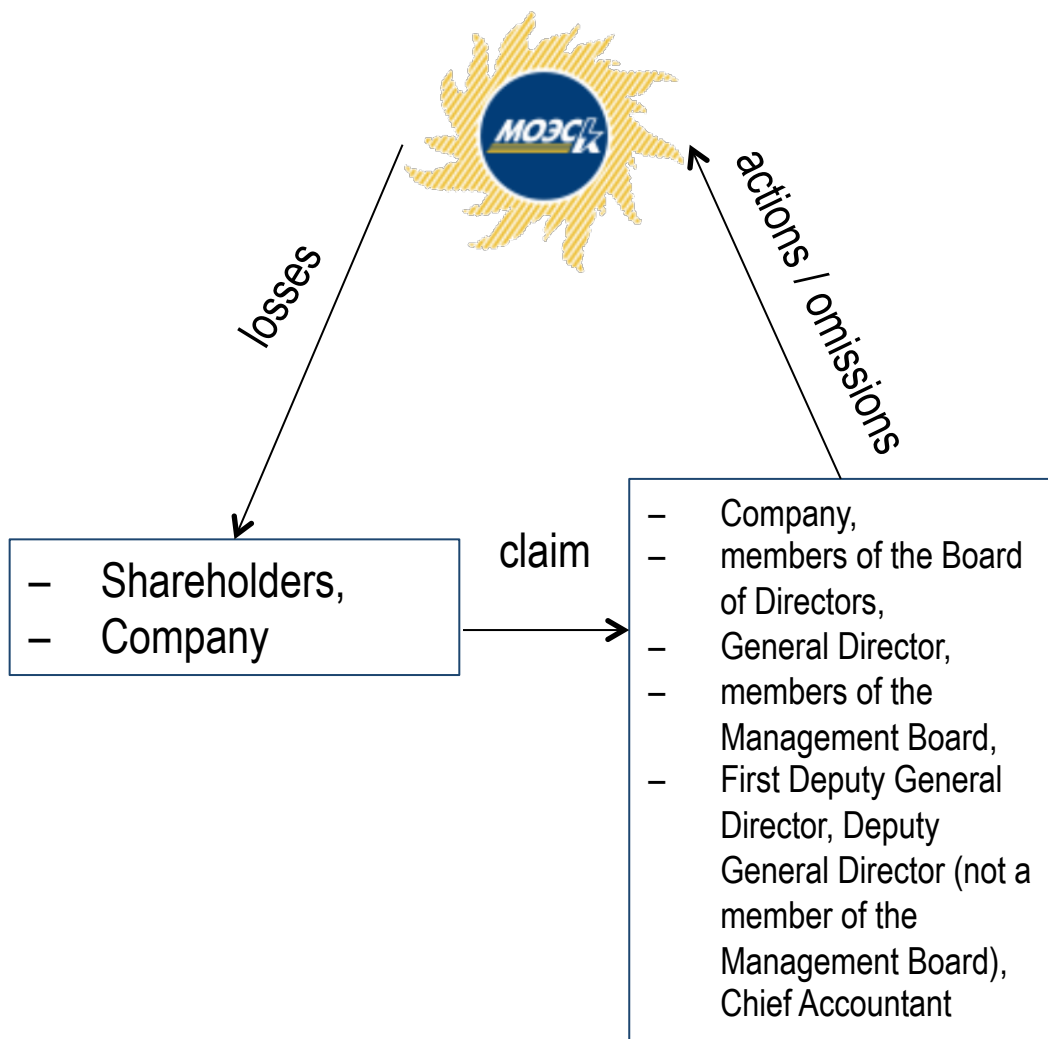 МОЭСК
losses
actions / omissions
claim
– Shareholders,
– Company
– Company,
– members of the Board
of Directors,
– General Director,
– members of the
Management Board,
– First Deputy General
Director, Deputy
General Director (not a
member of the
Management Board),
Chief Accountant